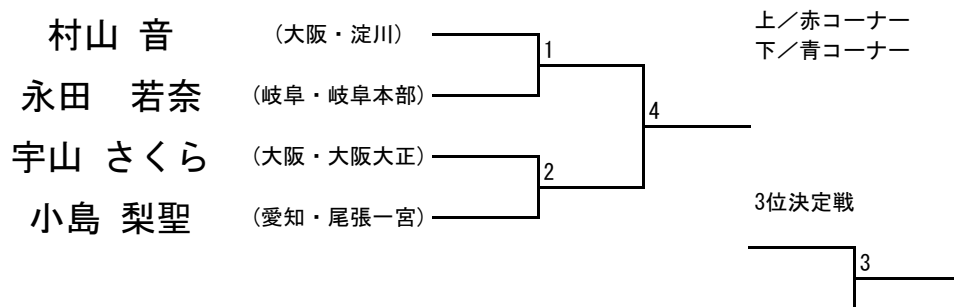 村山 音 (大阪・淀川)
1
永田 若奈 (岐阜・岐阜本部)
4
宇山 さくら (大阪・大阪大正)
2
小島 梨聖 (愛知・尾張一宮)
上／赤コーナー
下／青コーナー
3位決定戦
3